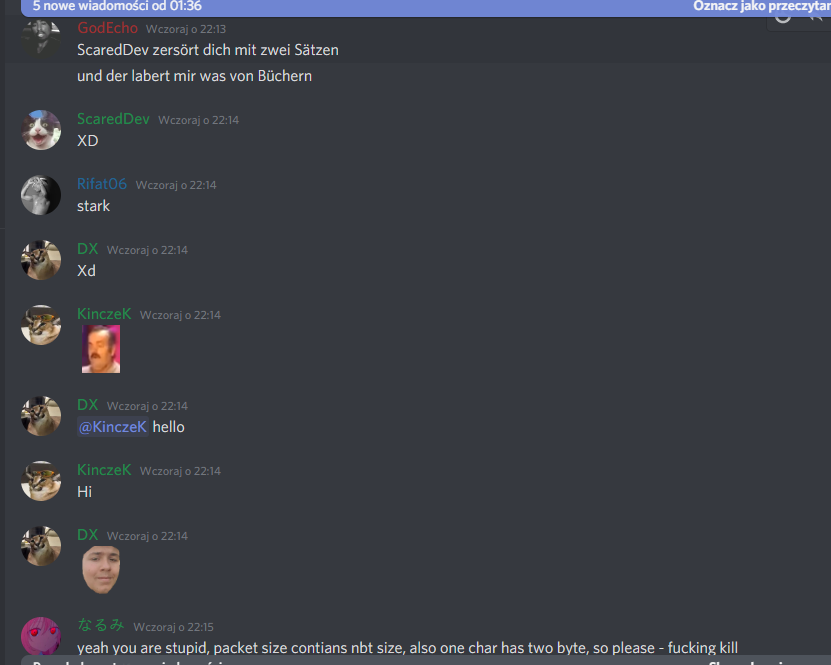 5 nowe wiadomości od 01:36 Oznacz jako przeczytan
GodEcho Wczoraj o 22:13
ScaredDev zersört dich mit zwei Sätzen
und der labert mir was von Büchern
ScaredDev Wczoraj o 22:14
XD
Rifat06 Wczoraj o 22:14
stark
DX Wczoraj o 22:14
Xd
KinczeK Wczoraj o 22:14
DX Wczoraj o 22:14
@KinczeK hello
KinczeK Wczoraj o 22:14
Hi
DX Wczoraj o 22:14
なるみ Wczoraj o 22:15
yeah you are stupid, packet size contians nbt size, also one char has two byte, so please - fucking kill